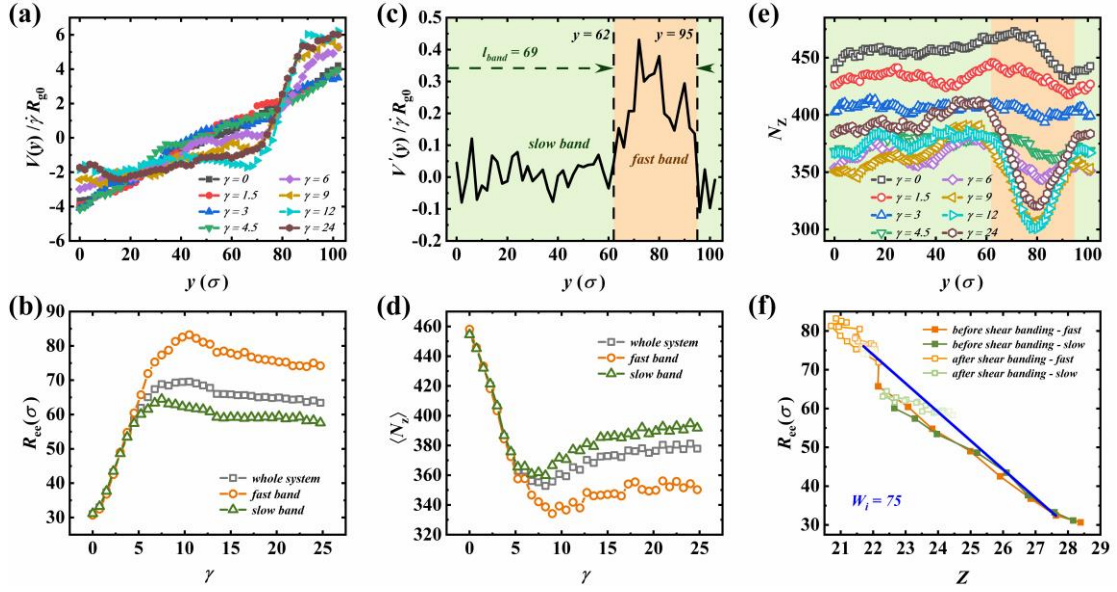 (a)
V(y) / γ̇ R_g0
6
4
2
0
-2
-4
-6
γ = 0
γ = 1.5
γ = 3
γ = 4.5
γ = 6
γ = 9
γ = 12
γ = 24
0 20 40 60 80 100
y (σ)
(c)
V'(y) / γ̇ R_g0
0.5
0.4
0.3
0.2
0.1
0.0
-0.1
-0.2
l_band = 69
y = 62
y = 95
slow band
fast band
0 20 40 60 80 100
y (σ)
(e)
N_Z
450
400
350
300
γ = 0
γ = 1.5
γ = 3
γ = 4.5
γ = 6
γ = 9
γ = 12
γ = 24
0 20 40 60 80 100
y (σ)
(b)
R_ee(σ)
90
80
70
60
50
40
30
whole system
fast band
slow band
0 5 10 15 20 25
γ
(d)
⟨N_Z⟩
460
440
420
400
380
360
340
320
whole system
fast band
slow band
0 5 10 15 20 25
γ
(f)
R_ee(σ)
80
70
60
50
40
30
before shear banding - fast
before shear banding - slow
after shear banding - fast
after shear banding - slow
W_i = 75
21 22 23 24 25 26 27 28 29
Z